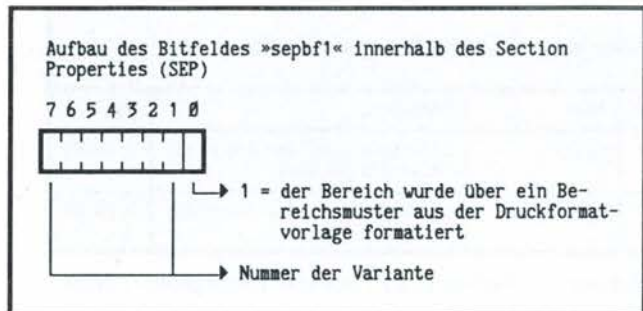 Aufbau des Bitfeldes »sepbf1« innerhalb des Section
Properties (SEP)
7 6 5 4 3 2 1 0
1 = der Bereich wurde über ein Be-
reichsmuster aus der Druckformat-
vorlage formatiert
Nummer der Variante